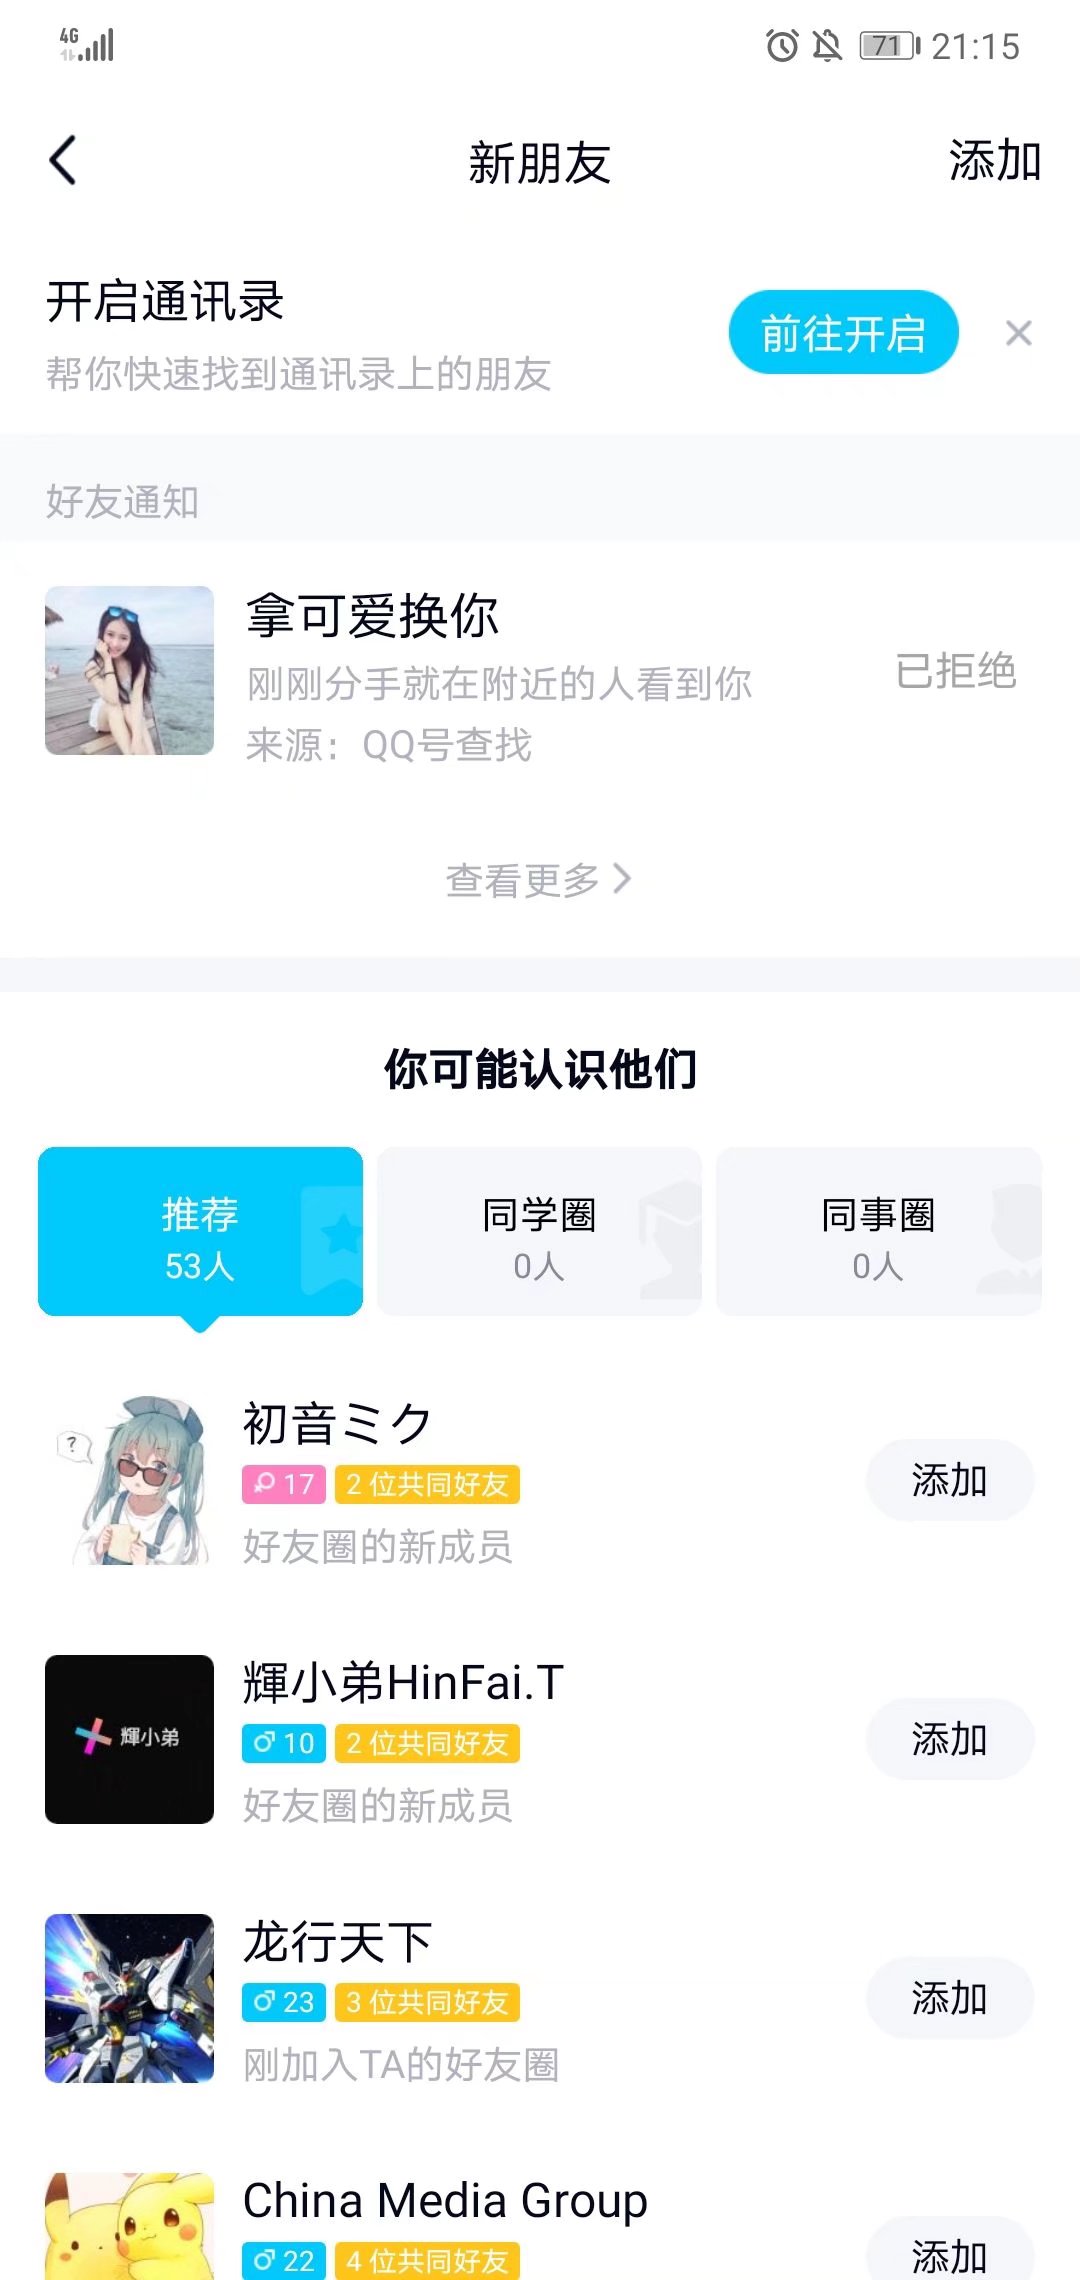 4G
71 21:15
新朋友
添加
开启通讯录
帮你快速找到通讯录上的朋友
前往开启
好友通知
拿可爱换你
刚刚分手就在附近的人看到你
来源：QQ号查找
已拒绝
查看更多
你可能认识他们
推荐
53人
同学圈
0人
同事圈
0人
?
初音ミク
17 2 位共同好友
好友圈的新成员
添加
輝小弟
輝小弟HinFai.T
10 2 位共同好友
好友圈的新成员
添加
龙行天下
23 3 位共同好友
刚加入TA的好友圈
添加
China Media Group
22 4 位共同好友
添加